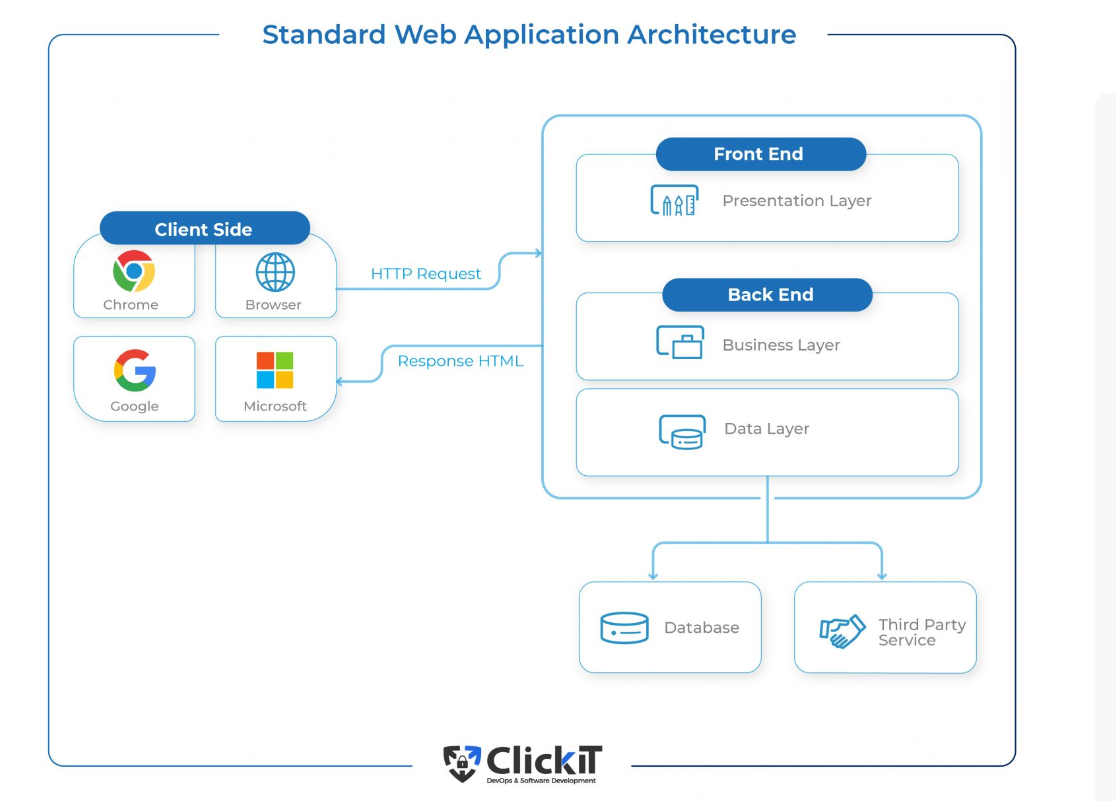 Standard Web Application Architecture
Front End
Presentation Layer
Client Side
Chrome
Browser
HTTP Request
Back End
Business Layer
Response HTML
Google
Microsoft
Data Layer
Database
Third Party
Service
ClickiT
DevOps & Software Development